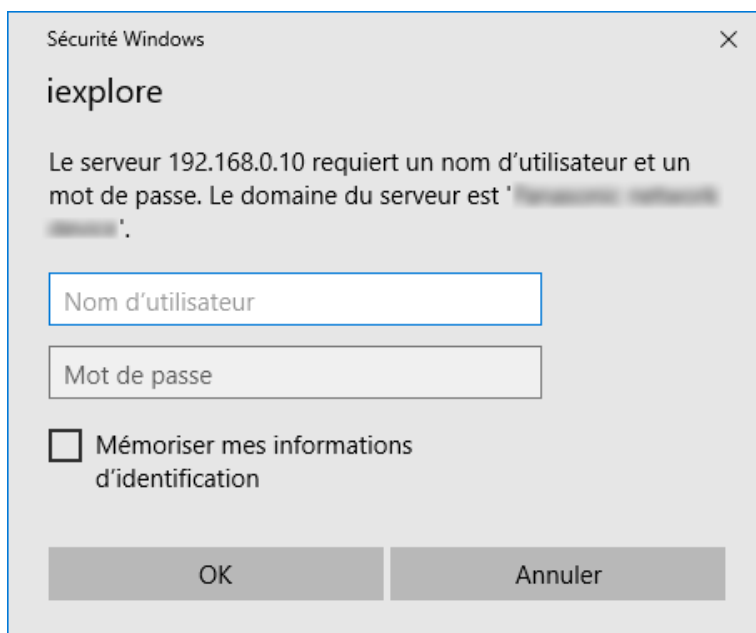 Sécurité Windows
iexplore
Le serveur 192.168.0.10 requiert un nom d’utilisateur et un
mot de passe. Le domaine du serveur est '
'.
Nom d’utilisateur
Mot de passe
Mémoriser mes informations
d’identification
OK
Annuler